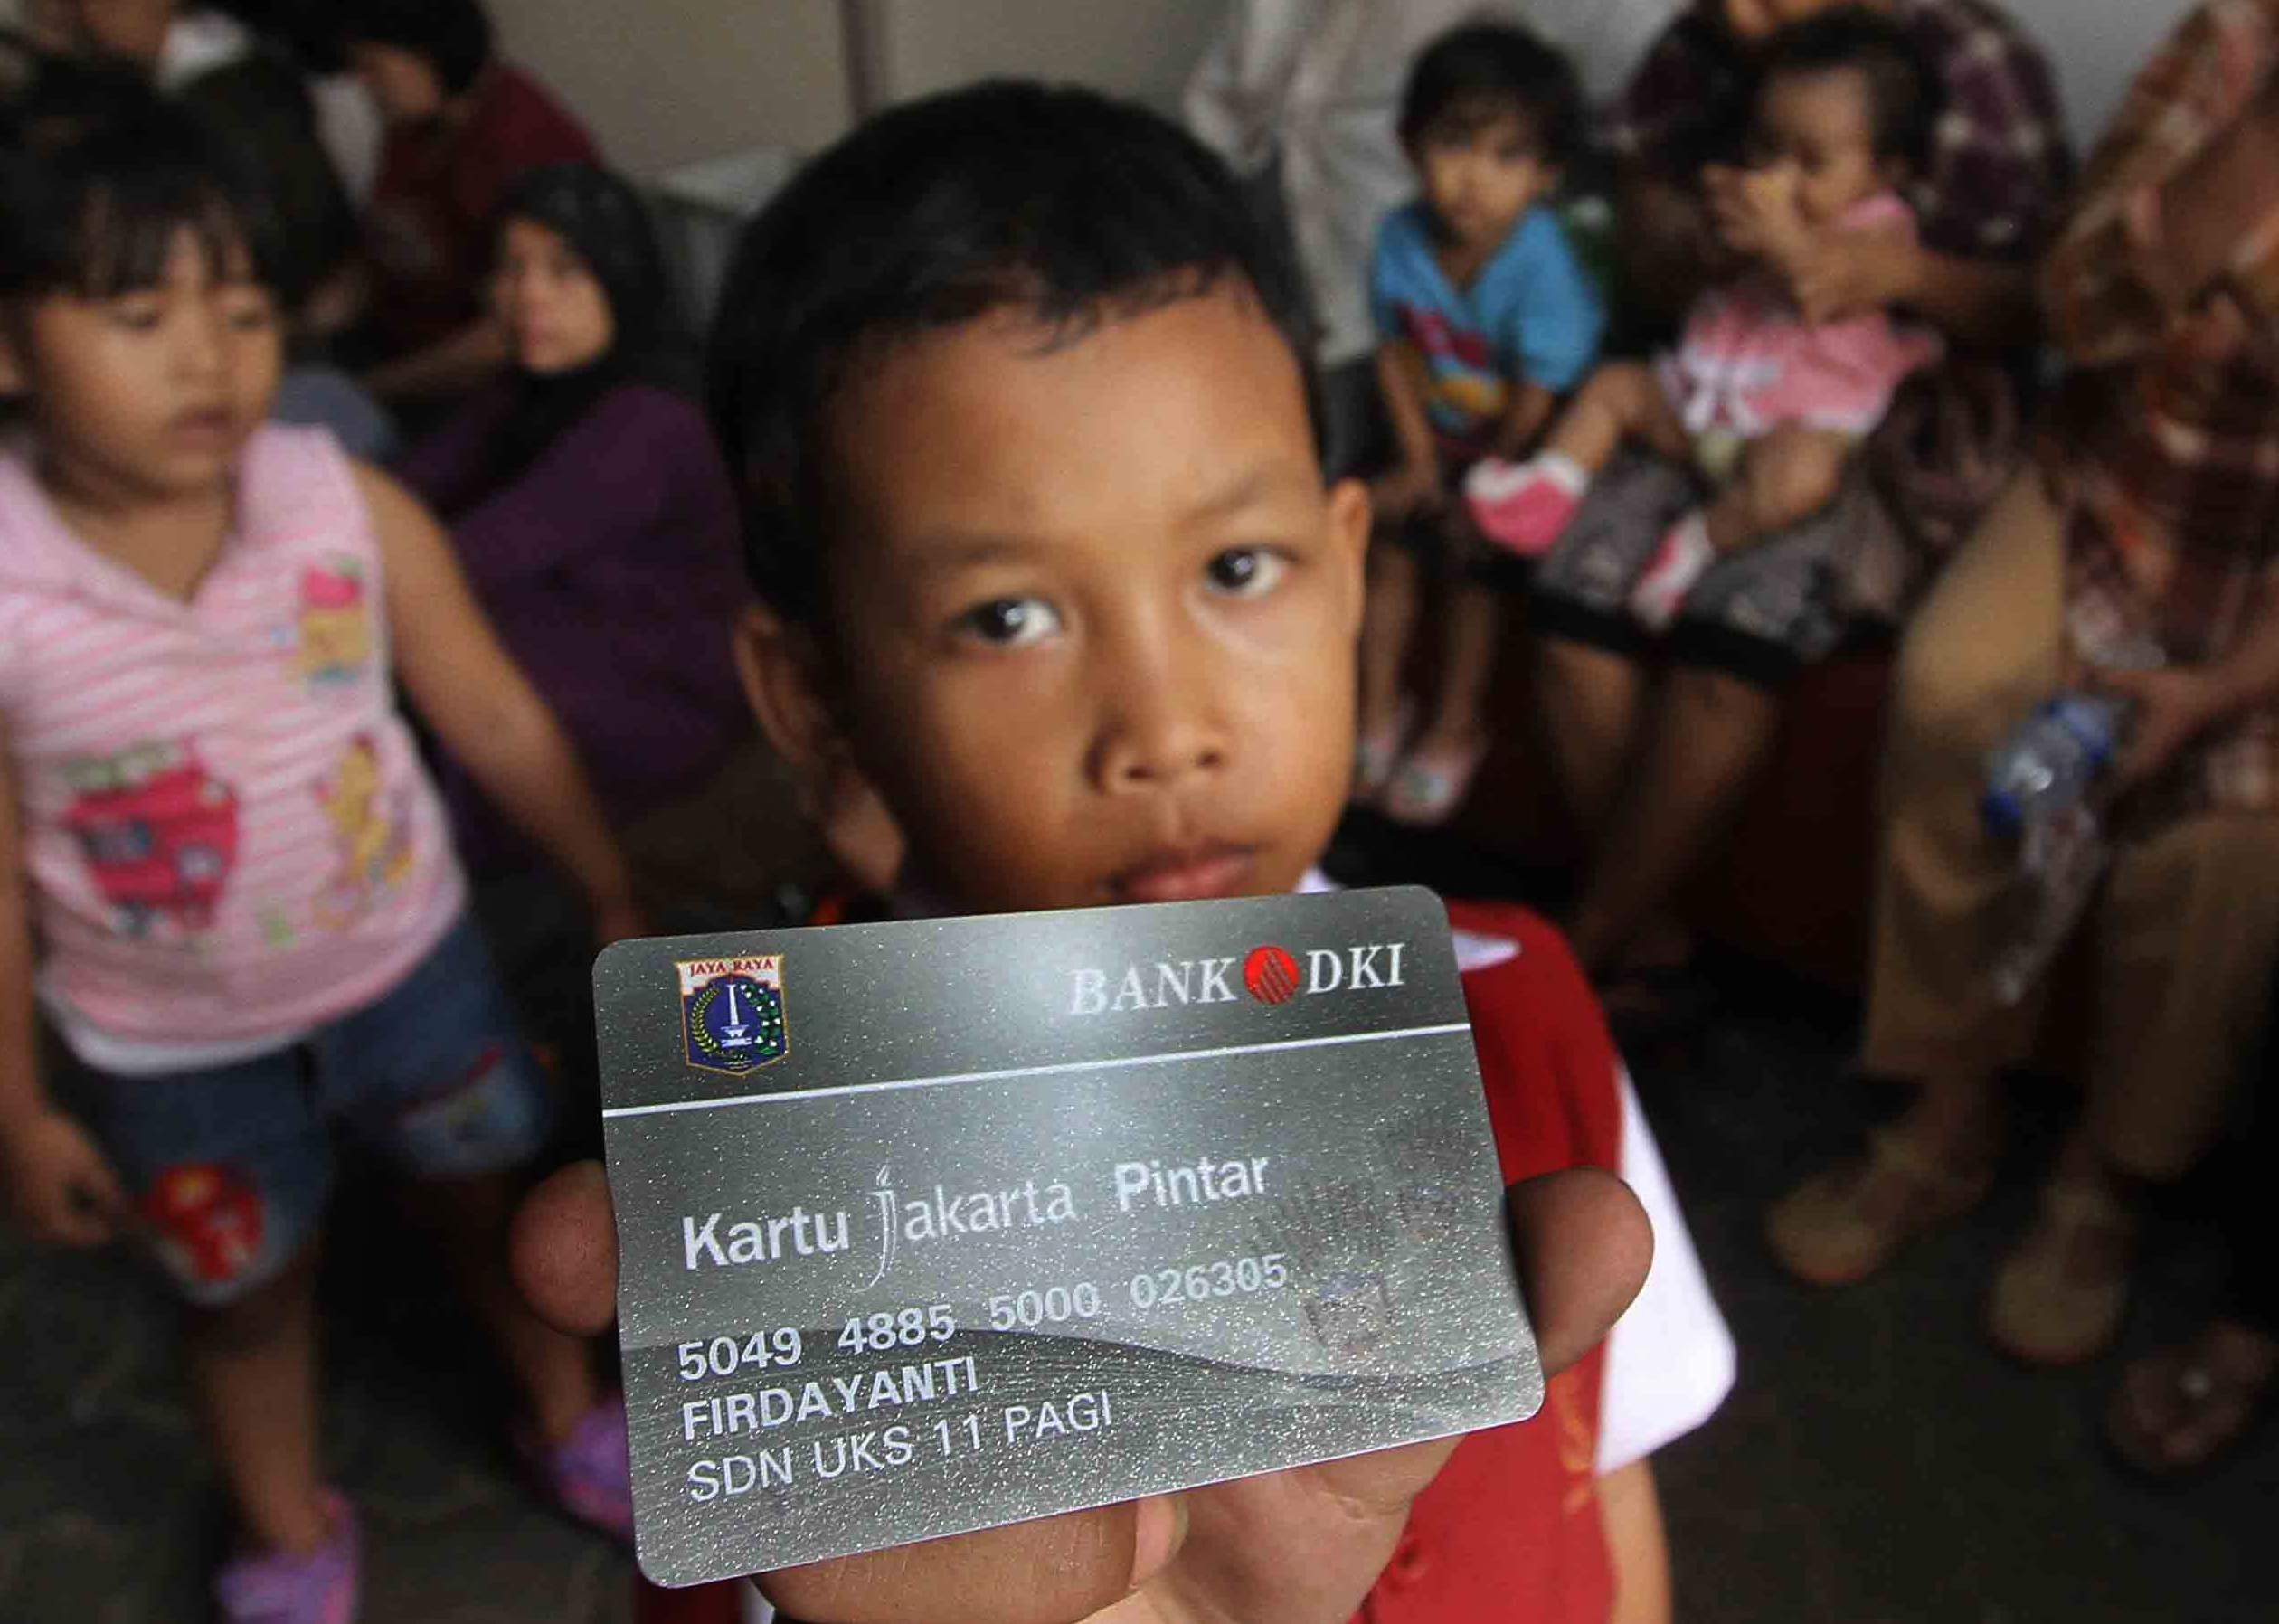 JAYA RAYA
BANK DKI
Kartu Jakarta Pintar
5049 4885 5000 026305
FIRDAYANTI
SDN UKS 11 PAGI